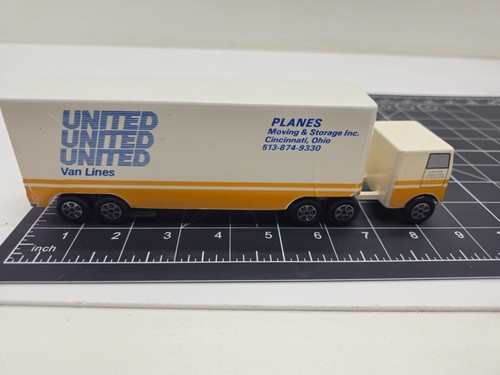 UNITED
UNITED
UNITED
Van Lines
PLANES
Moving & Storage Inc.
Cincinnati, Ohio
513-874-9330
inch
1 2 3 4 5 6 7 8 9